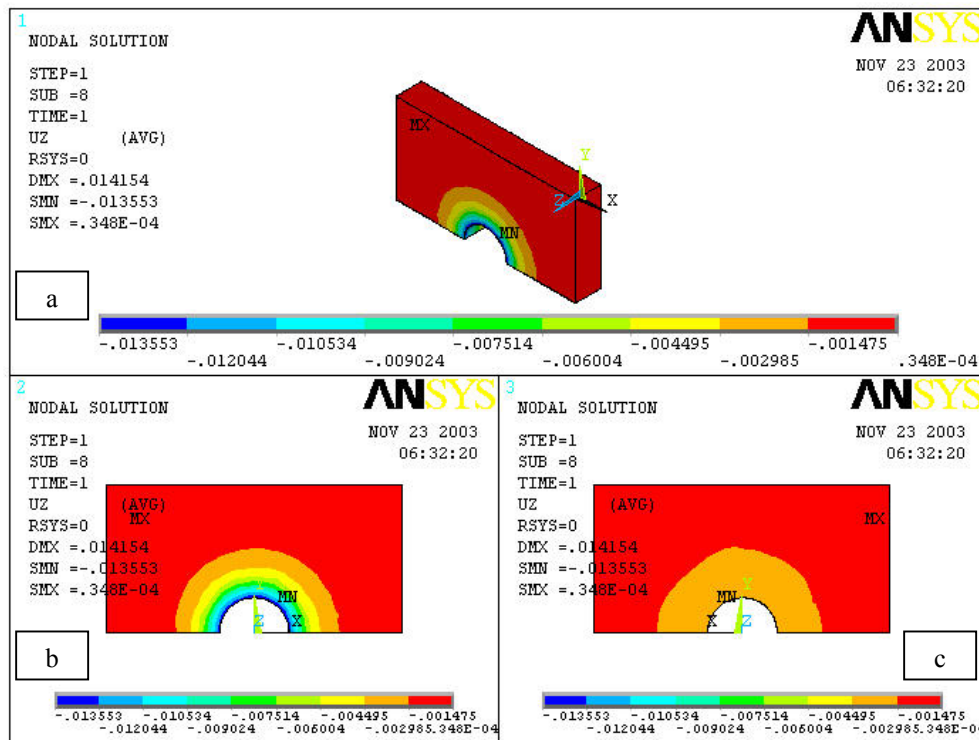 1
ANSYS
NODAL SOLUTION
NOV 23 2003
06:32:20
STEP=1
SUB =8
TIME=1
UZ (AVG)
RSYS=0
DMX =.014154
SMN =-.013553
SMX =.348E-04
MX
Y
Z
X
MN
a
-.013553 -.010534 -.007514 -.004495 -.001475
-.012044 -.009024 -.006004 -.002985 .348E-04
2
ANSYS
NODAL SOLUTION
NOV 23 2003
06:32:20
STEP=1
SUB =8
TIME=1
UZ (AVG)
RSYS=0
MX
DMX =.014154
SMN =-.013553
SMX =.348E-04
MN
Z X
b
-.013553 -.010534 -.007514 -.004495 -.001475
-.012044 -.009024 -.006004 -.002985.348E-04
3
ANSYS
NODAL SOLUTION
NOV 23 2003
06:32:20
STEP=1
SUB =8
TIME=1
UZ (AVG)
RSYS=0
MX
DMX =.014154
SMN =-.013553
SMX =.348E-04
Y
MN
X Z
c
-.013553 -.010534 -.007514 -.004495 -.001475
-.012044 -.009024 -.006004 -.002985.348E-04